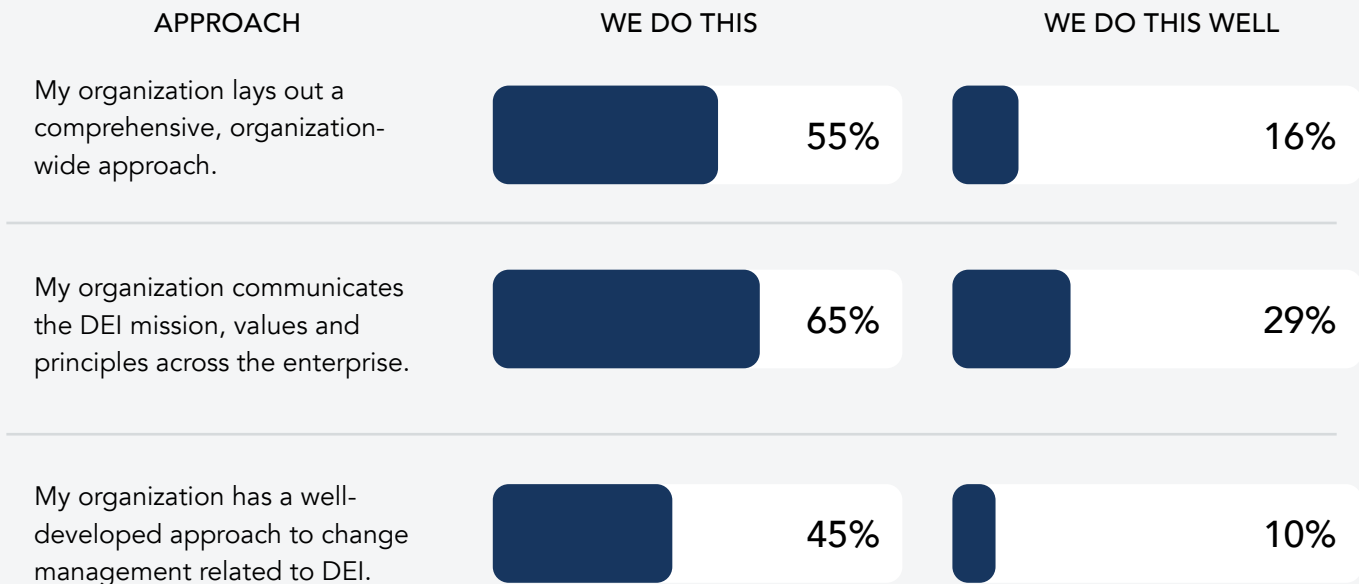 APPROACH WE DO THIS WE DO THIS WELL
My organization lays out a
comprehensive, organization-
wide approach.
55% 16%
My organization communicates
the DEI mission, values and
principles across the enterprise.
65% 29%
My organization has a well-
developed approach to change
management related to DEI.
45% 10%